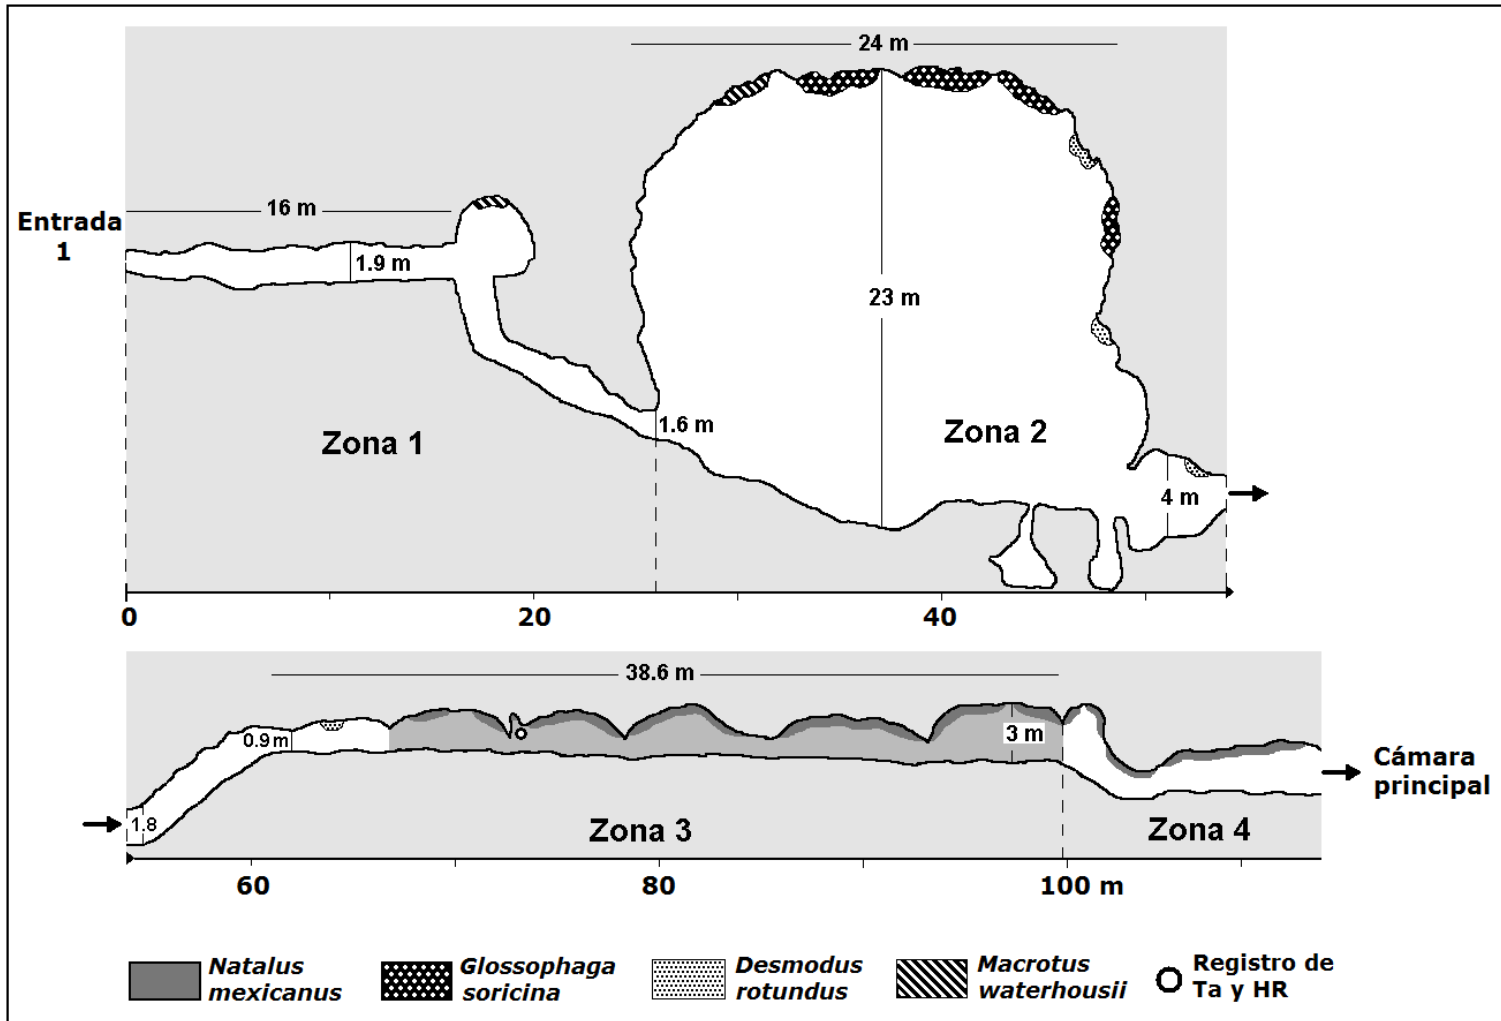 24 m
16 m
Entrada
1
1.9 m
23 m
1.6 m
Zona 1
Zona 2
4 m
0
20
40
38.6 m
0.9 m
3 m
Cámara
principal
1.8
Zona 3
Zona 4
60
80
100 m
Natalus
mexicanus
Glossophaga
soricina
Desmodus
rotundus
Macrotus
waterhousii
Registro de
Ta y HR